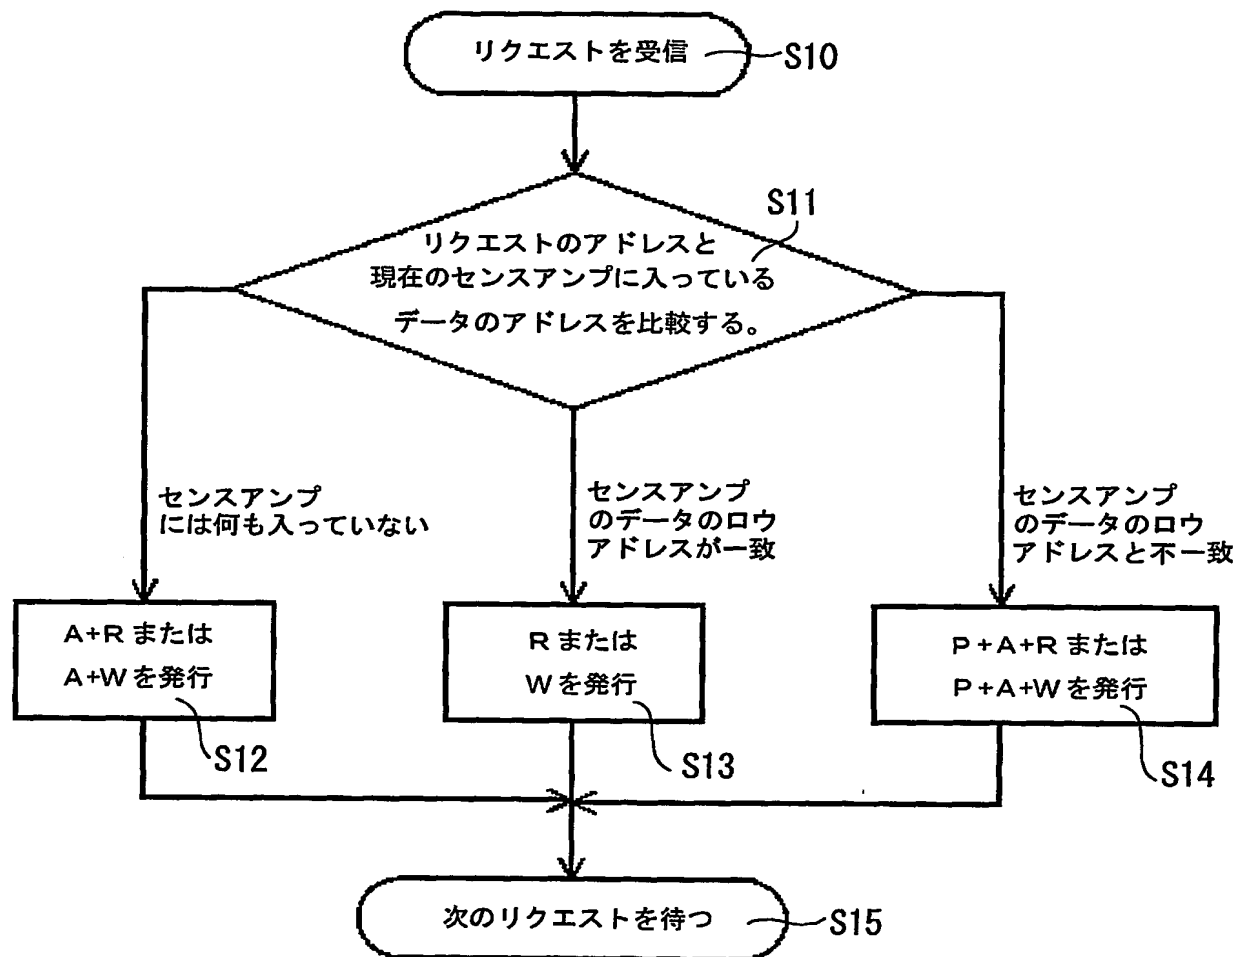 リクエストを受信
S10
S11
リクエストのアドレスと
現在のセンスアンプに入っている
データのアドレスを比較する。
センスアンプ
には何も入っていない
センスアンプ
のデータのロウ
アドレスが一致
センスアンプ
のデータのロウ
アドレスと不一致
A+R または
A+W を発行
S12
R または
W を発行
S13
P+A+R または
P+A+W を発行
S14
次のリクエストを待つ
S15